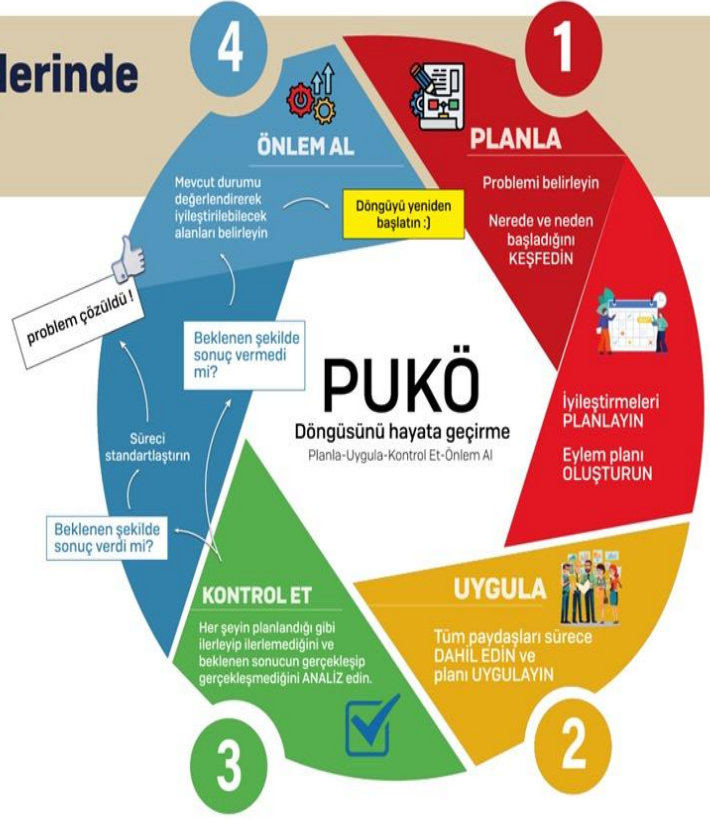 lerinde
1
PLANLA
Problemi belirleyin
Nerede ve neden
başladığını
KEŞFEDİN
İyileştirmeleri
PLANLAYIN
Eylem planı
OLUŞTURUN
2
UYGULA
Tüm paydaşları sürece
DAHİL EDİN ve
planı UYGULAYIN
3
KONTROL ET
Her şeyin planlandığı gibi
ilerleyip ilerlemediğini ve
beklenen sonucun gerçekleşip
gerçekleşmediğini ANALİZ edin.
Beklenen şekilde
sonuç verdi mi?
Süreci
standartlaştırın
problem çözüldü !
Beklenen şekilde
sonuç vermedi
mi?
4
ÖNLEM AL
Mevcut durumu
değerlendirerek
iyileştirilebilecek
alanları belirleyin
Döngüyü yeniden
başlatın :)
PUKÖ
Döngüsünü hayata geçirme
Planla-Uygula-Kontrol Et-Önlem Al